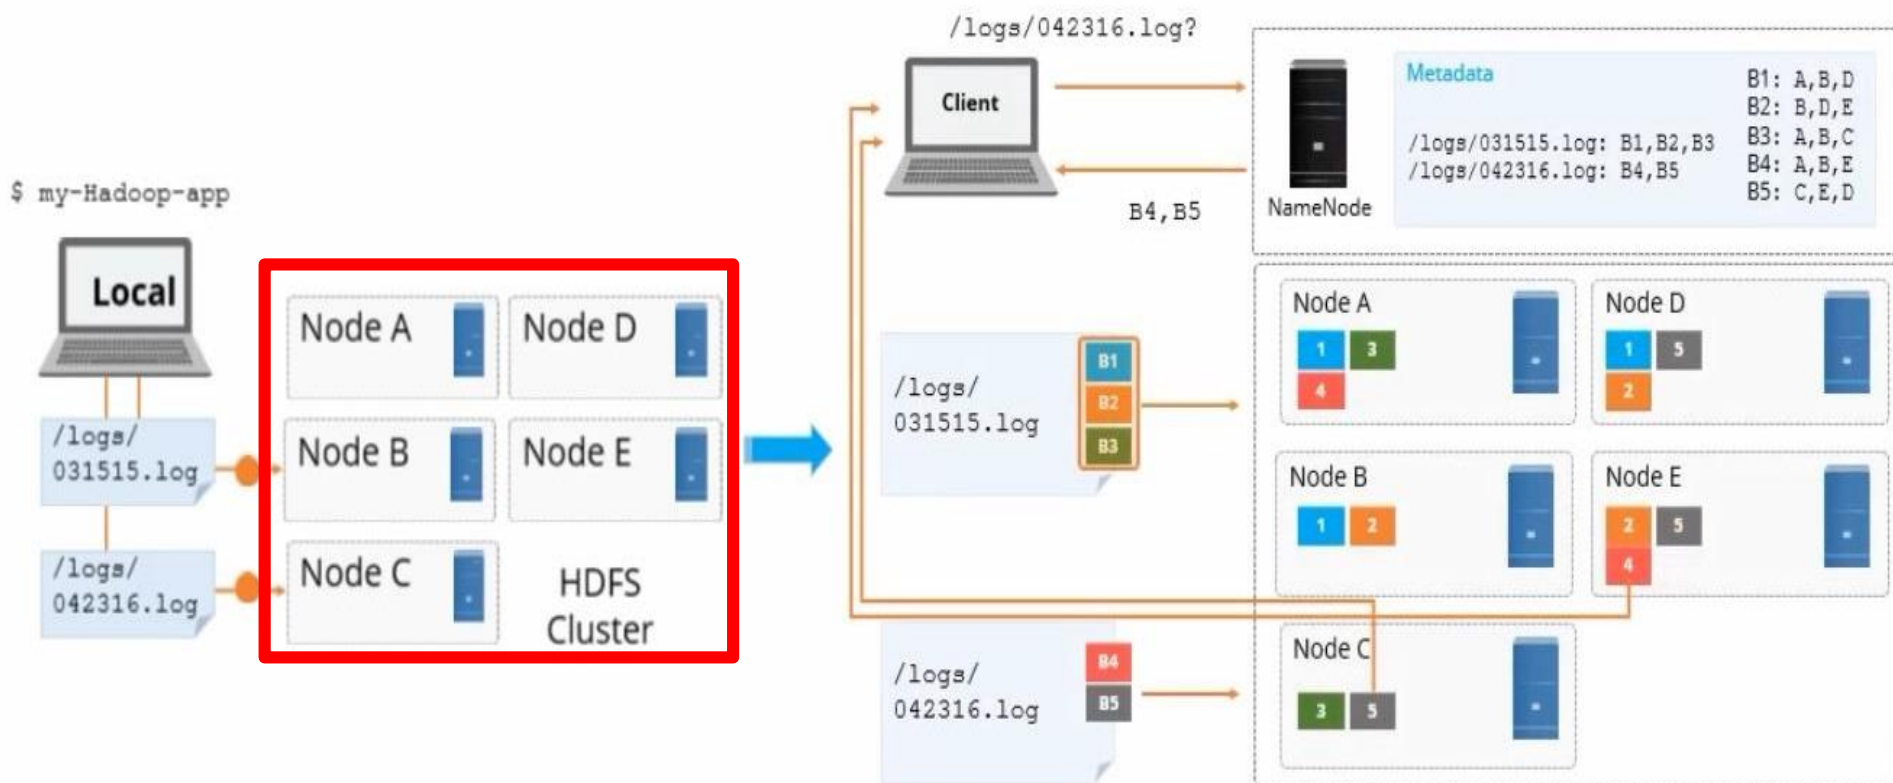 $ my-Hadoop-app
Local
/logs/
031515.log
/logs/
042316.log
Node A
Node D
Node B
Node E
Node C
HDFS
Cluster
/logs/042316.log?
Client
B4,B5
NameNode
Metadata
/logs/031515.log: B1,B2,B3
/logs/042316.log: B4,B5
B1: A,B,D
B2: B,D,E
B3: A,B,C
B4: A,B,E
B5: C,E,D
/logs/
031515.log
B1
B2
B3
/logs/
042316.log
B4
B5
Node A
1 3
4
Node D
1 5
2
Node B
1 2
Node E
2 5
4
Node C
3 5